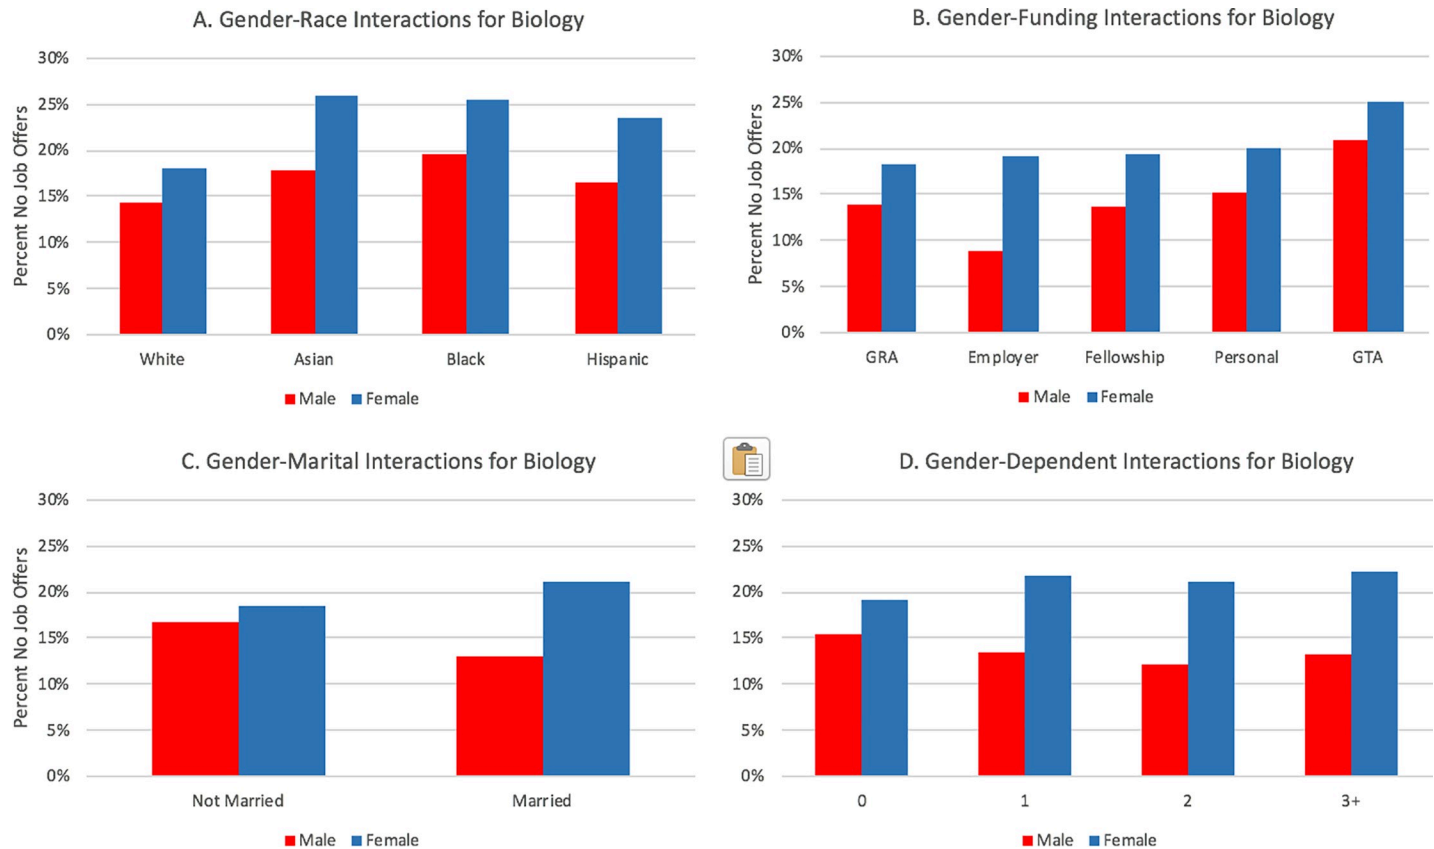 A. Gender-Race Interactions for Biology
Percent No Job Offers
30%
25%
20%
15%
10%
5%
0%
White Asian Black Hispanic
Male Female
B. Gender-Funding Interactions for Biology
Percent No Job Offers
30%
25%
20%
15%
10%
5%
0%
GRA Employer Fellowship Personal GTA
Male Female
C. Gender-Marital Interactions for Biology
Percent No Job Offers
30%
25%
20%
15%
10%
5%
0%
Not Married Married
Male Female
D. Gender-Dependent Interactions for Biology
30%
25%
20%
15%
10%
5%
0%
0 1 2 3+
Male Female